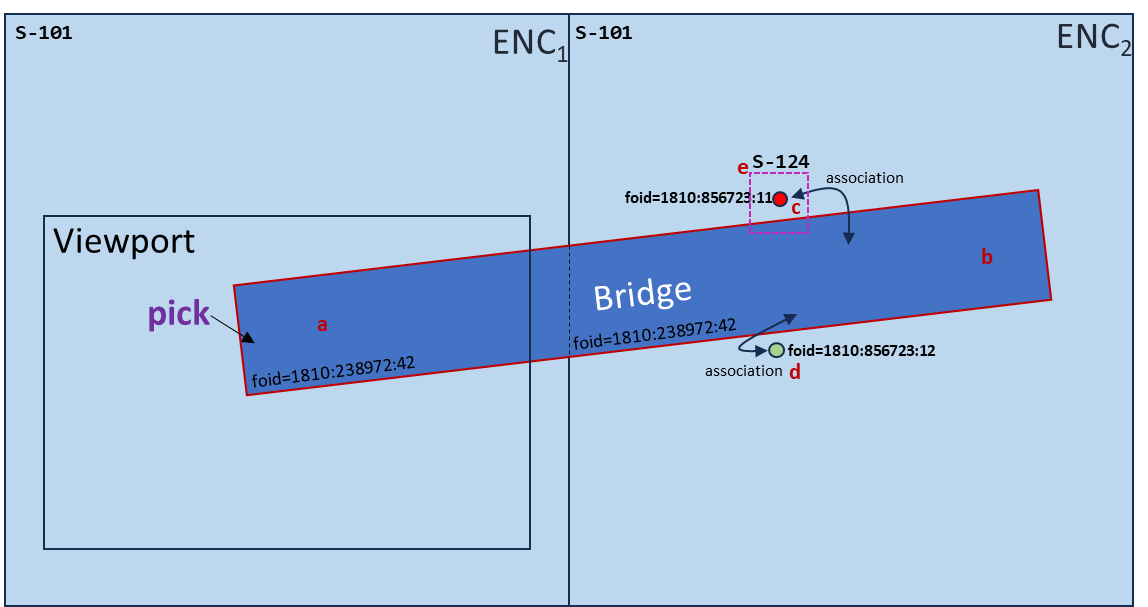 S-101
ENC1
S-101
ENC2
e
S-124
association
foid=1810:856723:11
c
Viewport
b
Bridge
pick
a
foid=1810:238972:42
foid=1810:856723:12
foid=1810:238972:42
association
d